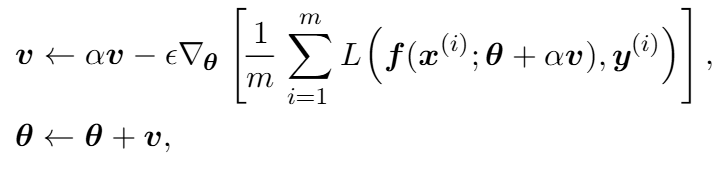 v ← αv − ϵ∇_θ [ 1/m ∑_{i=1}^{m} L( f(x^{(i)}; θ + αv), y^{(i)} ) ],
θ ← θ + v,